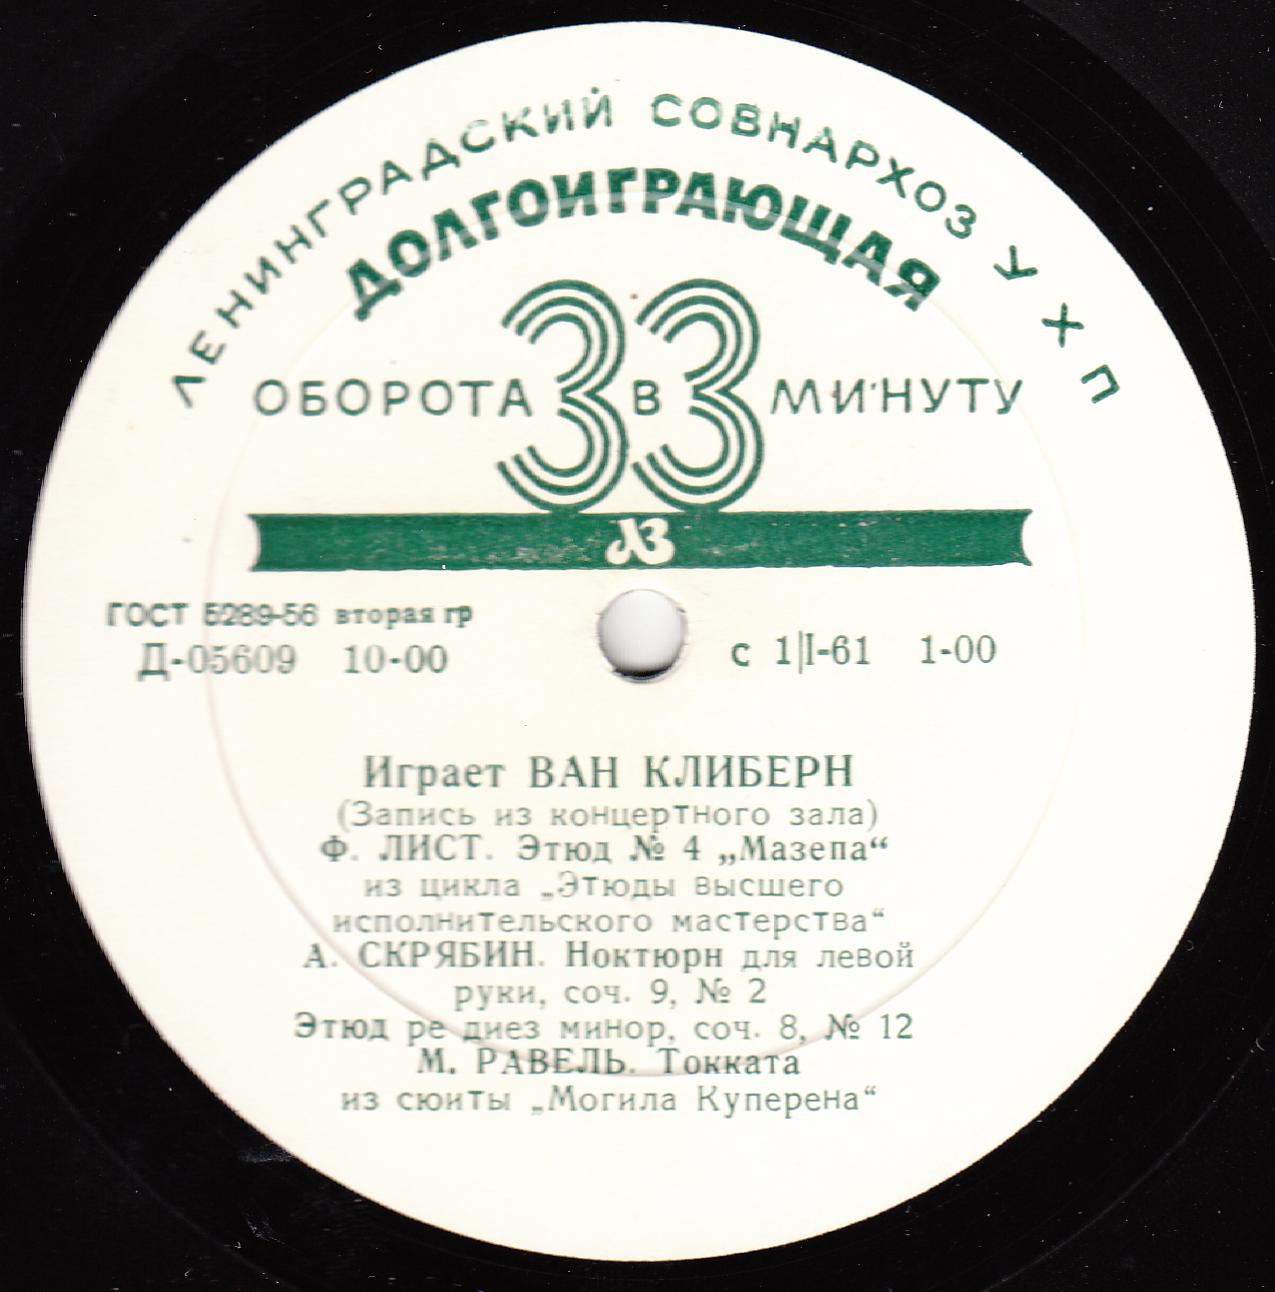 ЛЕНИНГРАДСКИЙ СОВНАРХОЗ УХП
ДОЛГОИГРАЮЩАЯ
33
ОБОРОТА В МИНУТУ
ЛЗ
ГОСТ 5289-56 вторая гр
Д-05609 10-00
с 1|I-61 1-00
Играет ВАН КЛИБЕРН
(Запись из концертного зала)
Ф. ЛИСТ. Этюд № 4 „Мазепа“
из цикла „Этюды высшего
исполнительского мастерства“
А. СКРЯБИН. Ноктюрн для левой
руки, соч. 9, № 2
Этюд ре диез минор, соч. 8, № 12
М. РАВЕЛЬ. Токката
из сюиты „Могила Куперена“